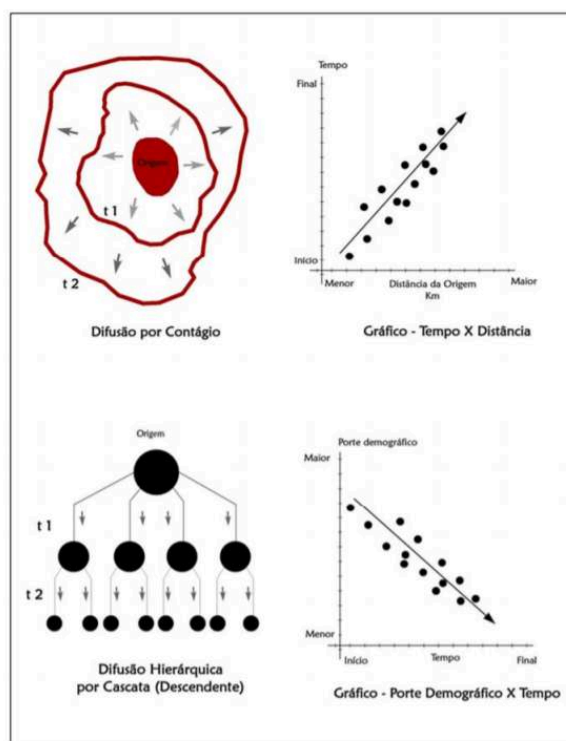 Tempo
Final
Origem
t 1
t 2
Início
Menor
Distância da Origem
Km
Maior
Difusão por Contágio
Gráfico - Tempo X Distância
Origem
Porte demográfico
Maior
t 1
t 2
Menor
Início
Tempo
Final
Difusão Hierárquica
por Cascata (Descendente)
Gráfico - Porte Demográfico X Tempo